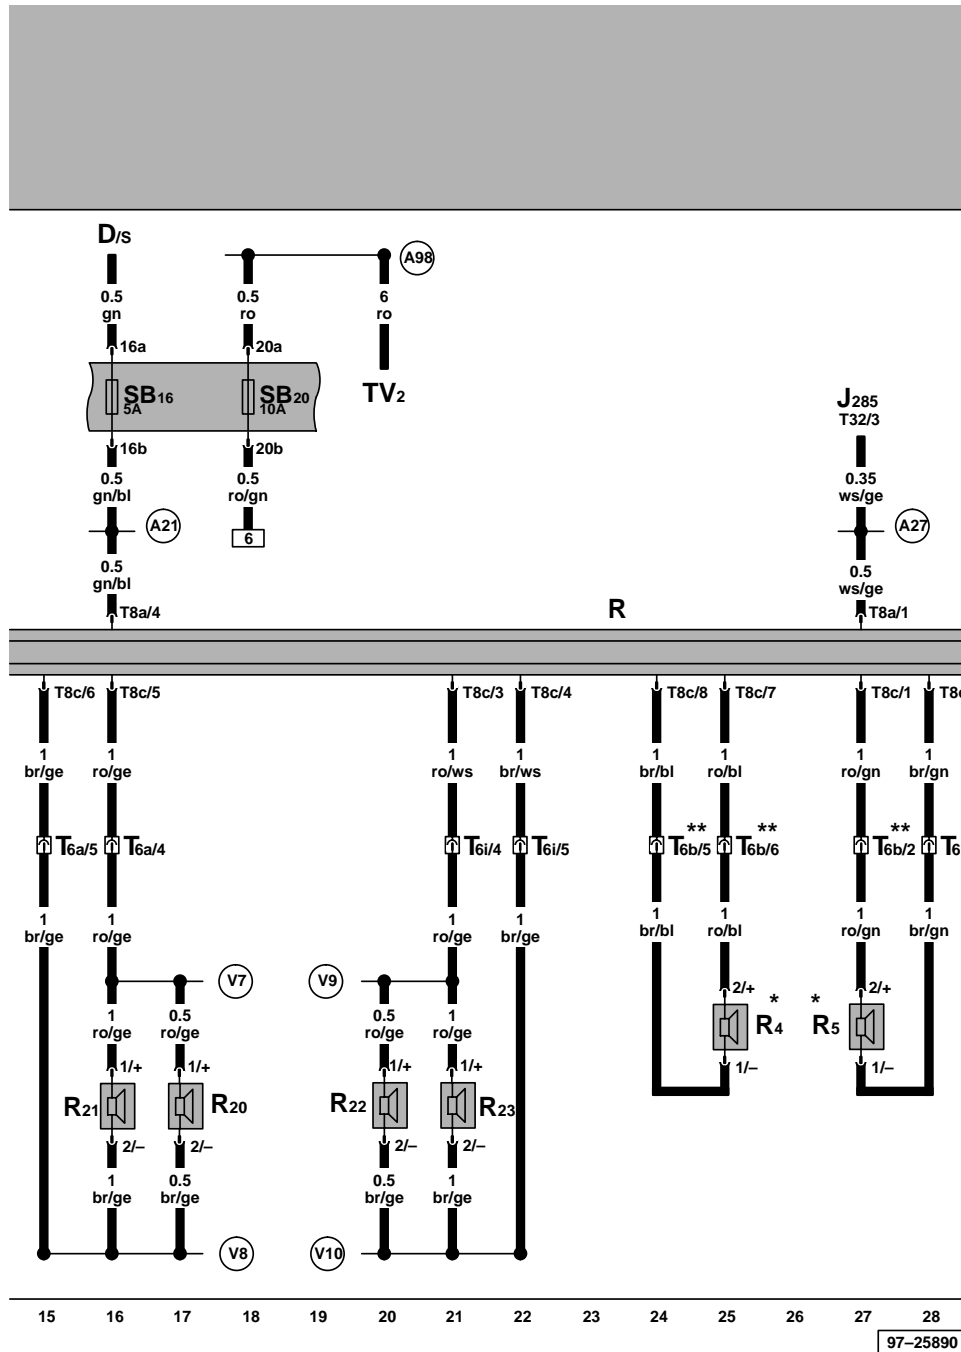 D/S
A98
0.5 gn
0.5 ro
6 ro
16a
20a
SB16 5A
SB20 10A
TV2
J285
T32/3
16b
20b
0.5 gn/bl
0.5 ro/gn
0.35 ws/ge
A21
6
A27
0.5 gn/bl
0.5 ws/ge
T8a/4
R
T8a/1
T8c/6 T8c/5 T8c/3 T8c/4 T8c/8 T8c/7 T8c/1 T8c
1 1 1 1 1 1 1 1
br/ge ro/ge ro/ws br/ws br/bl ro/bl ro/gn br/gn
** ** **
T6a/5 T6a/4 T6i/4 T6i/5 T6b/5 T6b/6 T6b/2 T6
1 1 1 1 1 1 1 1
br/ge ro/ge ro/ge br/ge br/bl ro/bl ro/gn br/gn
V7 V9
2/+ 2/+
* *
R4 R5
1 0.5 0.5 1
ro/ge ro/ge ro/ge ro/ge
1/+ 1/+ 1/+ 1/+ 1/– 1/–
R21 R20 R22 R23
2/– 2/– 2/– 2/–
1 0.5 0.5 1
br/ge br/ge br/ge br/ge
V8 V10
15 16 17 18 19 20 21 22 23 24 25 26 27 28
97–25890